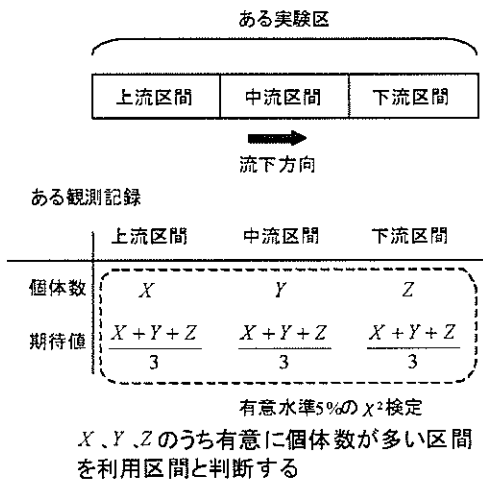 ある実験区
上流区間 中流区間 下流区間
流下方向
ある観測記録
上流区間 中流区間 下流区間
個体数 X Y Z
期待値 X+Y+Z/3 X+Y+Z/3 X+Y+Z/3
有意水準5%のχ²検定
X、Y、Zのうち有意に個体数が多い区間
を利用区間と判断する